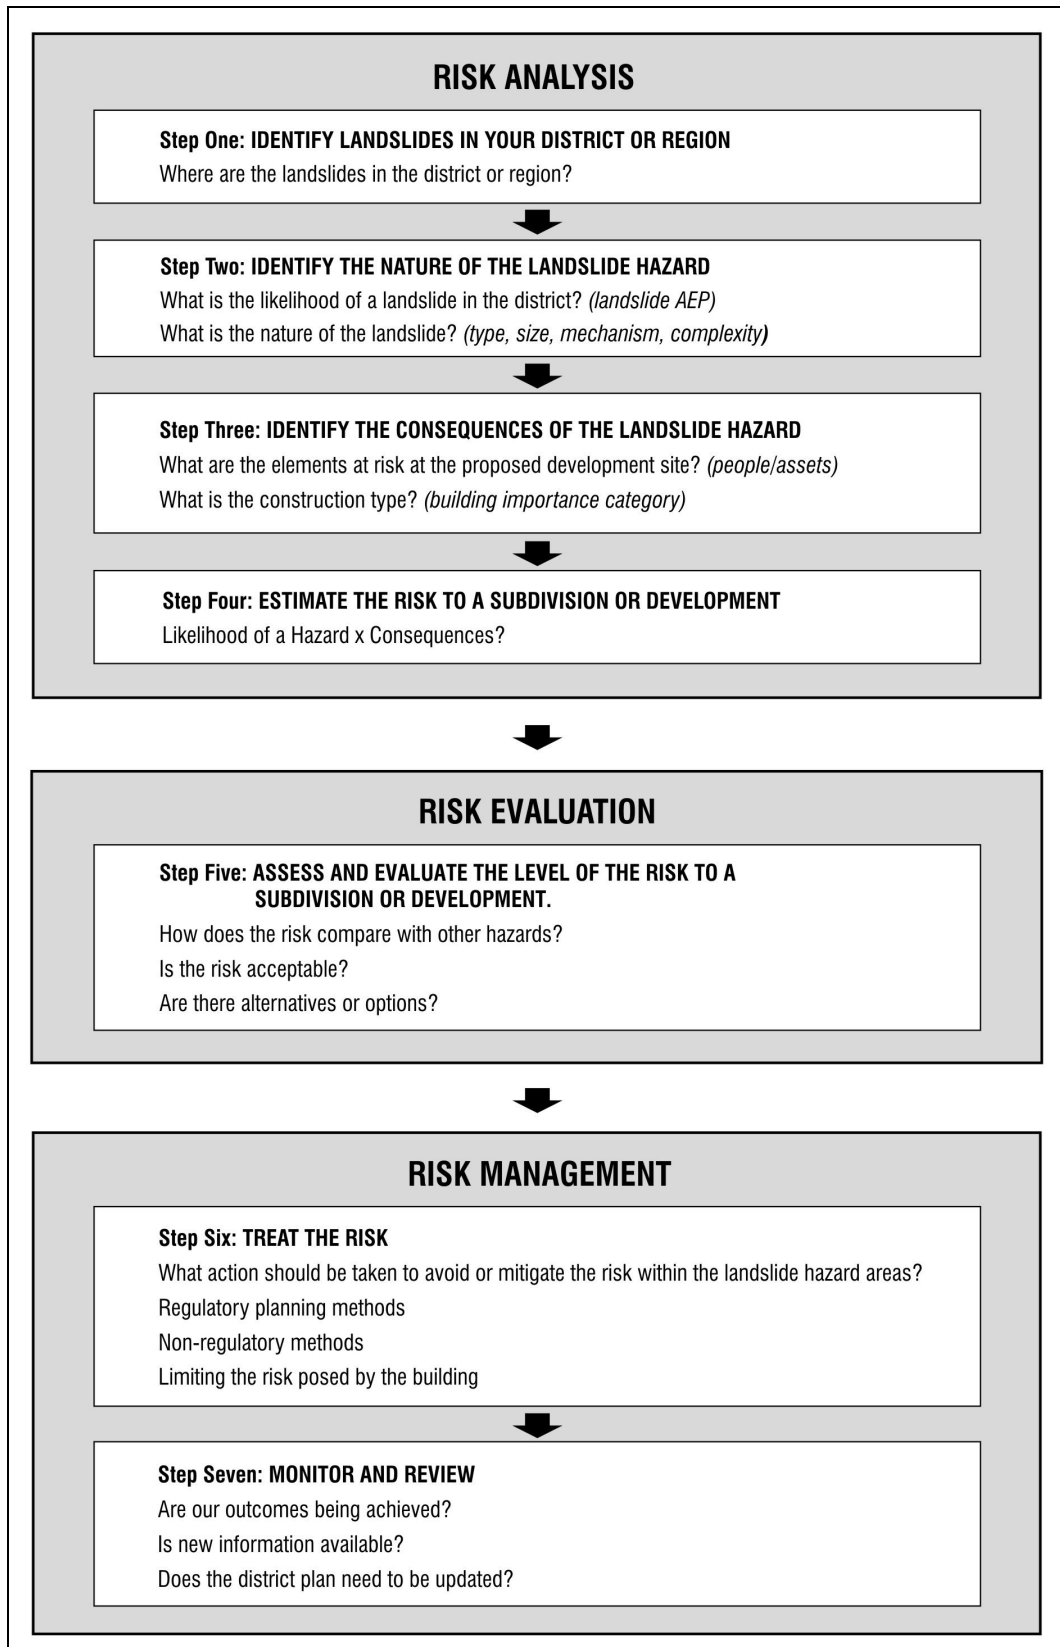 RISK ANALYSIS
Step One: IDENTIFY LANDSLIDES IN YOUR DISTRICT OR REGION
Where are the landslides in the district or region?
Step Two: IDENTIFY THE NATURE OF THE LANDSLIDE HAZARD
What is the likelihood of a landslide in the district? (landslide AEP)
What is the nature of the landslide? (type, size, mechanism, complexity)
Step Three: IDENTIFY THE CONSEQUENCES OF THE LANDSLIDE HAZARD
What are the elements at risk at the proposed development site? (people/assets)
What is the construction type? (building importance category)
Step Four: ESTIMATE THE RISK TO A SUBDIVISION OR DEVELOPMENT
Likelihood of a Hazard x Consequences?
RISK EVALUATION
Step Five: ASSESS AND EVALUATE THE LEVEL OF THE RISK TO A
SUBDIVISION OR DEVELOPMENT.
How does the risk compare with other hazards?
Is the risk acceptable?
Are there alternatives or options?
RISK MANAGEMENT
Step Six: TREAT THE RISK
What action should be taken to avoid or mitigate the risk within the landslide hazard areas?
Regulatory planning methods
Non-regulatory methods
Limiting the risk posed by the building
Step Seven: MONITOR AND REVIEW
Are our outcomes being achieved?
Is new information available?
Does the district plan need to be updated?